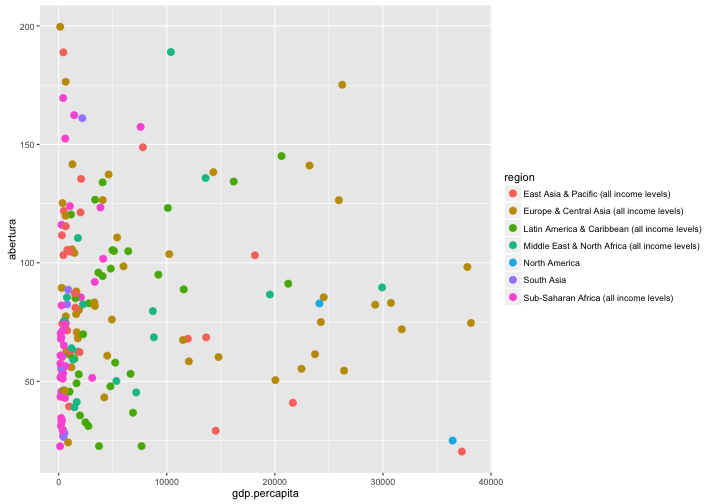 200
150
100
50
abertura
0
10000
20000
30000
40000
gdp.percapita
region
East Asia & Pacific (all income levels)
Europe & Central Asia (all income levels)
Latin America & Caribbean (all income levels)
Middle East & North Africa (all income levels)
North America
South Asia
Sub-Saharan Africa (all income levels)